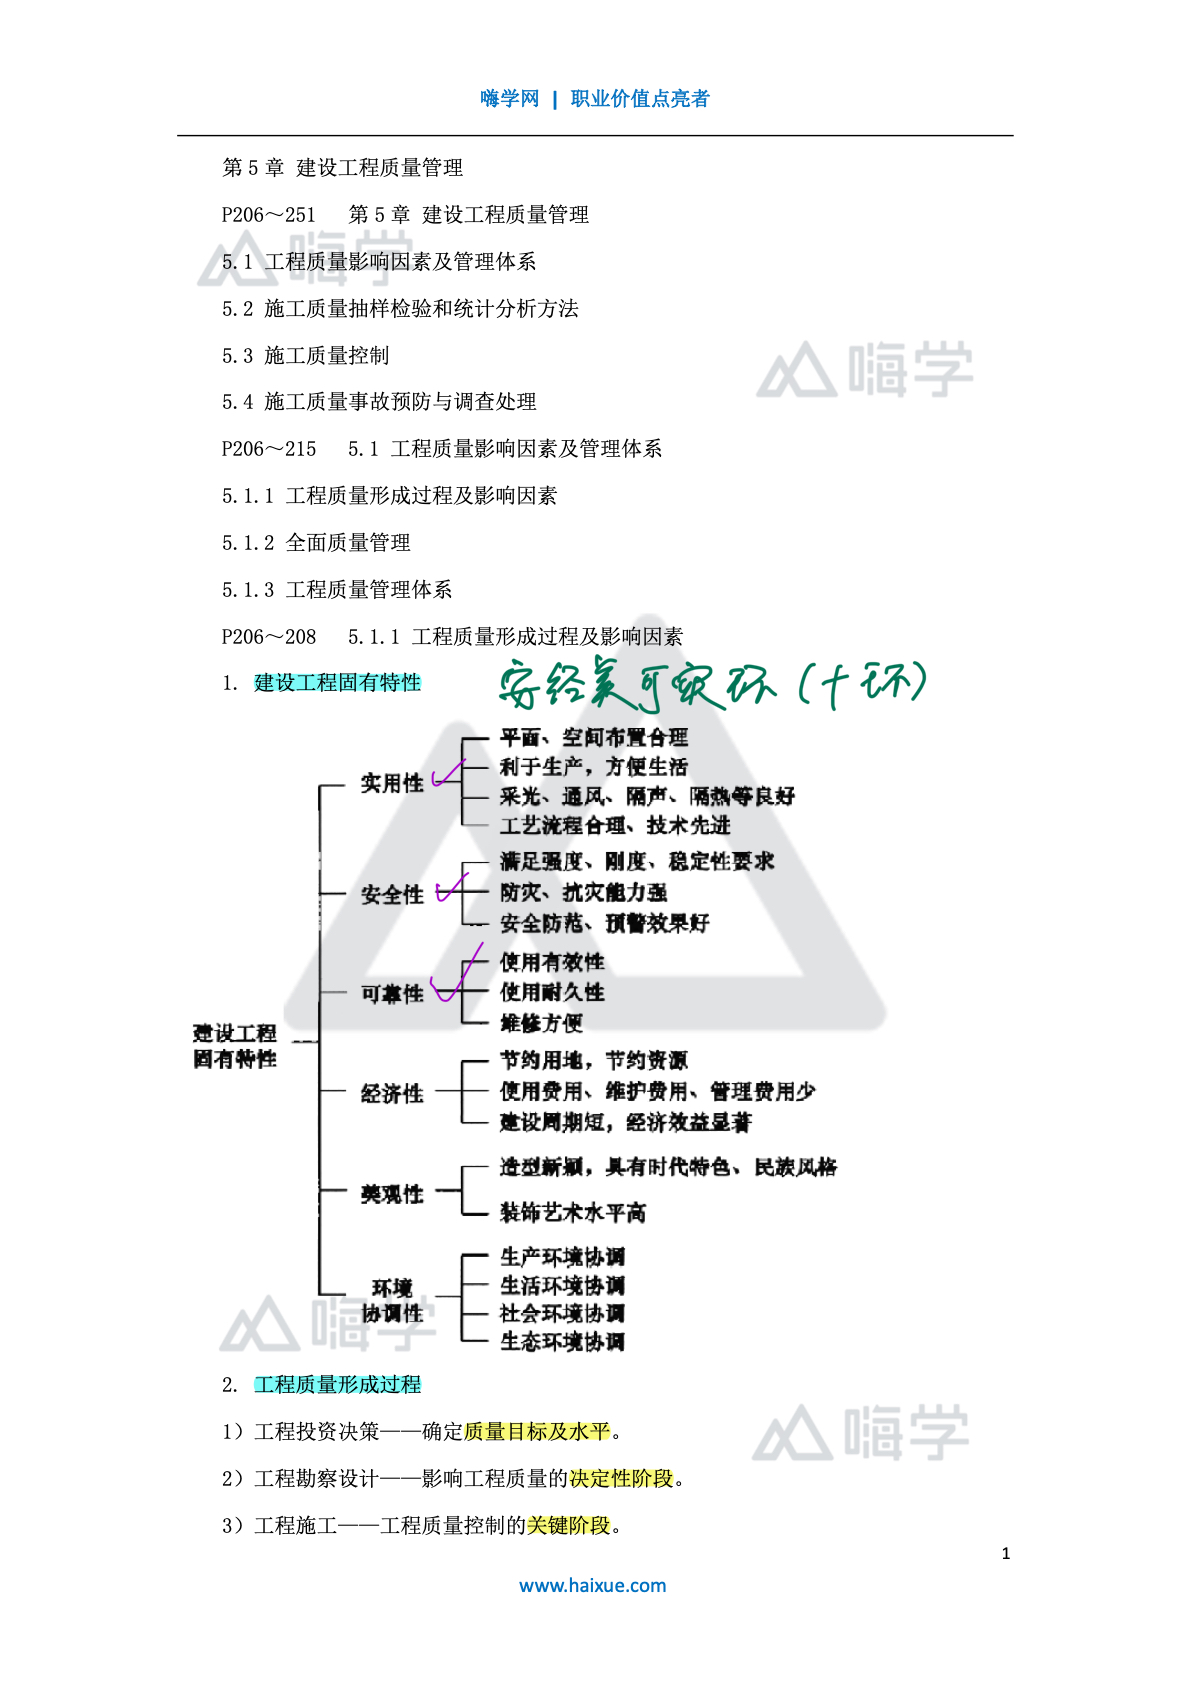 嗨学网 | 职业价值点亮者
第 5 章 建设工程质量管理
P206～251 第 5 章 建设工程质量管理
5.1 工程质量影响因素及管理体系
5.2 施工质量抽样检验和统计分析方法
5.3 施工质量控制
5.4 施工质量事故预防与调查处理
P206～215 5.1 工程质量影响因素及管理体系
5.1.1 工程质量形成过程及影响因素
5.1.2 全面质量管理
5.1.3 工程质量管理体系
P206～208 5.1.1 工程质量形成过程及影响因素
1. 建设工程固有特性
安经美可实环（十环）
建设工程
固有特性
实用性
平面、空间布置合理
利于生产，方便生活
采光、通风、隔声、隔热等良好
工艺流程合理、技术先进
安全性
满足强度、刚度、稳定性要求
防灾、抗灾能力强
安全防范、预警效果好
可靠性
使用有效性
使用耐久性
维修方便
经济性
节约用地，节约资源
使用费用、维护费用、管理费用少
建设周期短，经济效益显著
美观性
造型新颖，具有时代特色、民族风格
装饰艺术水平高
环境
协调性
生产环境协调
生活环境协调
社会环境协调
生态环境协调
2. 工程质量形成过程
1）工程投资决策——确定质量目标及水平。
2）工程勘察设计——影响工程质量的决定性阶段。
3）工程施工——工程质量控制的关键阶段。
1
www.haixue.com
嗨学
嗨学
嗨学
嗨学